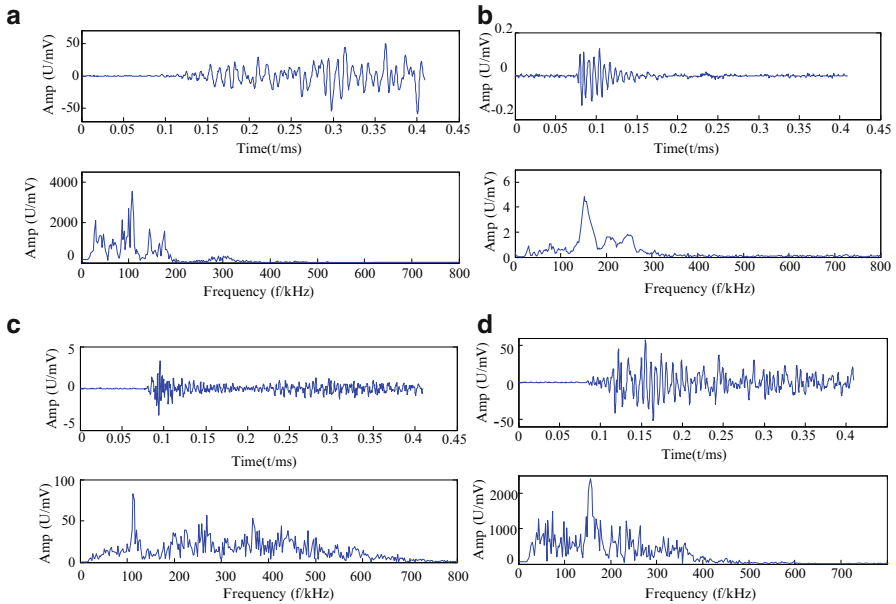 a
Amp (U/mV)
50
0
-50
0 0.05 0.1 0.15 0.2 0.25 0.3 0.35 0.4 0.45
Time(t/ms)
Amp (U/mV)
4000
2000
0
0 100 200 300 400 500 600 700 800
Frequency (f/kHz)
b
Amp (U/mV)
0.2
0
-0.2
0 0.05 0.1 0.15 0.2 0.25 0.3 0.35 0.4 0.45
Time(t/ms)
Amp (U/mV)
6
4
2
0
0 100 200 300 400 500 600 700 800
Frequency (f/kHz)
c
Amp (U/mV)
5
0
-5
0 0.05 0.1 0.15 0.2 0.25 0.3 0.35 0.4 0.45
Time(t/ms)
Amp (U/mV)
100
50
0
0 100 200 300 400 500 600 700 800
Frequency (f/kHz)
d
Amp (U/mV)
50
0
-50
0 0.05 0.1 0.15 0.2 0.25 0.3 0.35 0.4
Time(t/ms)
Amp (U/mV)
2000
1000
0
0 100 200 300 400 500 600 700
Frequency (f/kHz)